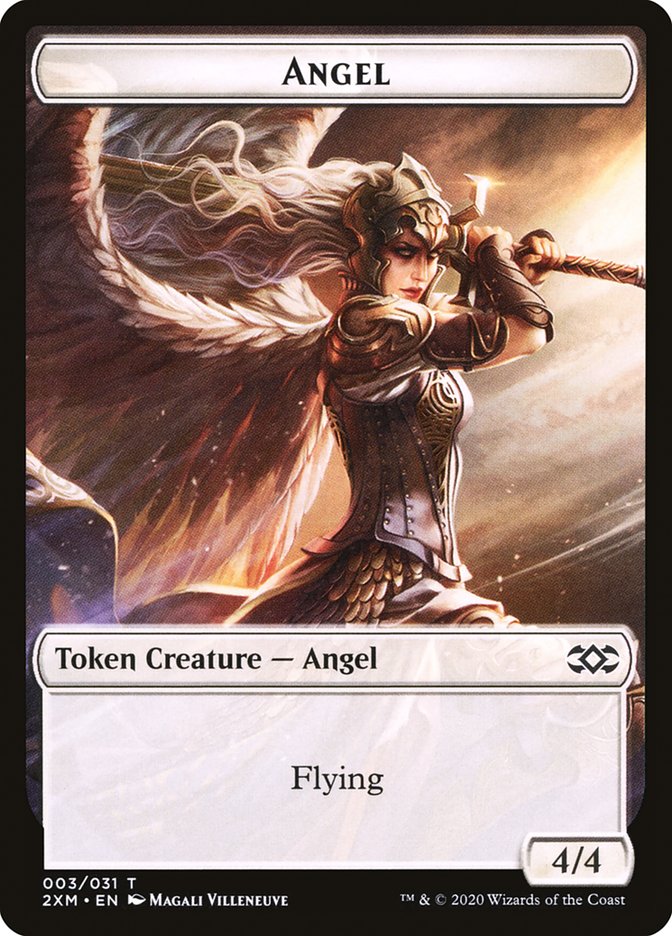 ANGEL
Token Creature — Angel
Flying
4/4
003/031 T
2XM • EN MAGALI VILLENEUVE
™ & © 2020 Wizards of the Coast